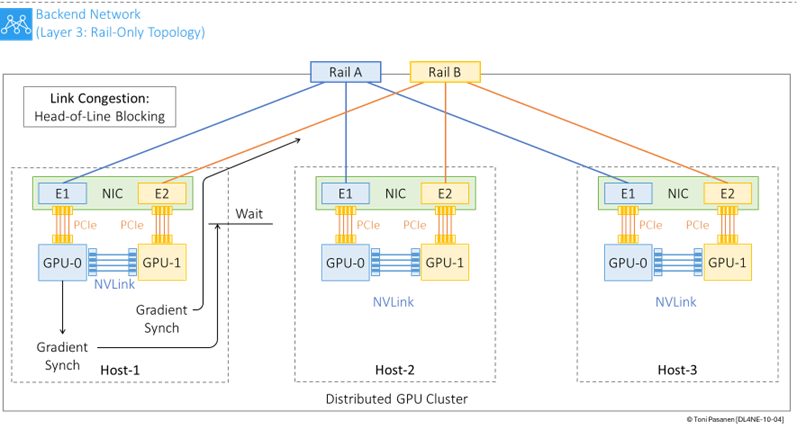 Backend Network
(Layer 3: Rail-Only Topology)
Rail A
Rail B
Link Congestion:
Head-of-Line Blocking
E1
NIC
E2
PCIe
PCIe
GPU-0
GPU-1
NVLink
Wait
Gradient
Synch
Gradient
Synch
Host-1
E1
NIC
E2
PCIe
PCIe
GPU-0
GPU-1
NVLink
Host-2
E1
NIC
E2
PCIe
PCIe
GPU-0
GPU-1
NVLink
Host-3
Distributed GPU Cluster
© Toni Pasanen [DL4NE-10-04]